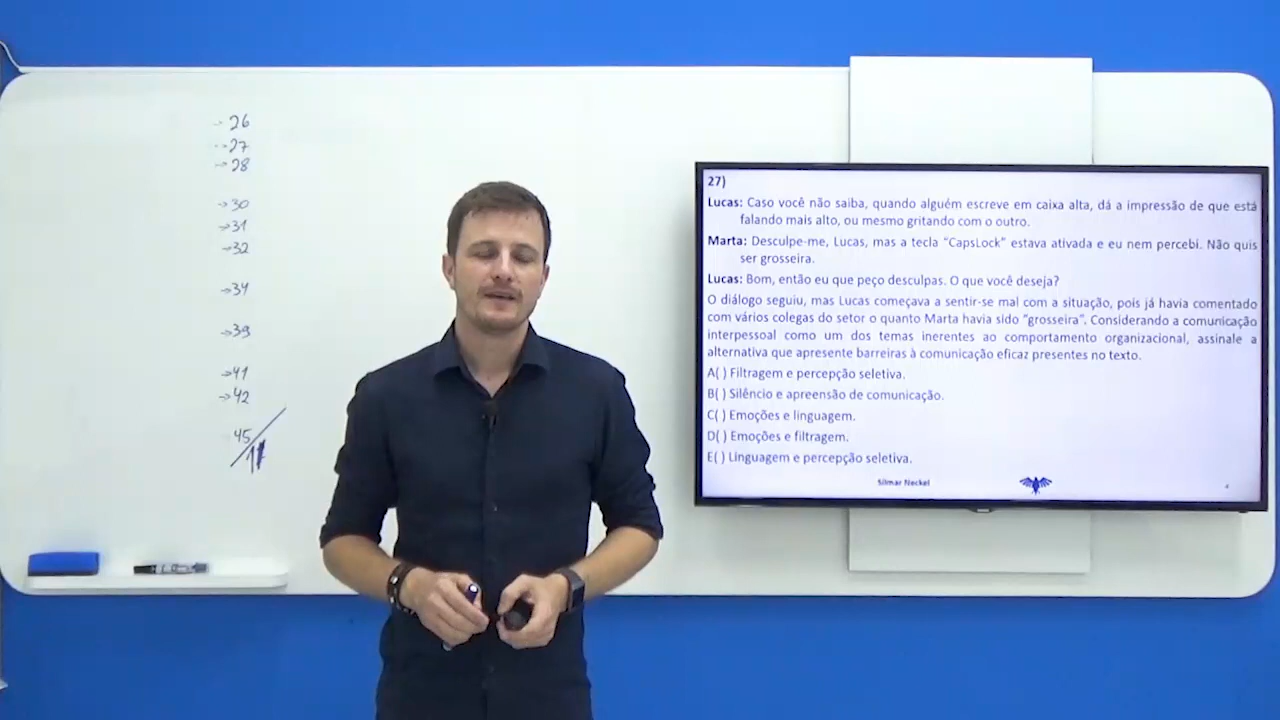 26
27
28
30
31
32
34
39
41
42
45
11
27)
Lucas: Caso você não saiba, quando alguém escreve em caixa alta, dá a impressão de que está
falando mais alto, ou mesmo gritando com o outro.
Marta: Desculpe-me, Lucas, mas a tecla “CapsLock” estava ativada e eu nem percebi. Não quis
ser grosseira.
Lucas: Bom, então eu que peço desculpas. O que você deseja?
O diálogo seguiu, mas Lucas começava a sentir-se mal com a situação, pois já havia comentado
com vários colegas do setor o quanto Marta havia sido “grosseira”. Considerando a comunicação
interpessoal como um dos temas inerentes ao comportamento organizacional, assinale a
alternativa que apresente barreiras à comunicação eficaz presentes no texto.
A( ) Filtragem e percepção seletiva.
B( ) Silêncio e apreensão de comunicação.
C( ) Emoções e linguagem.
D( ) Emoções e filtragem.
E( ) Linguagem e percepção seletiva.
Silmar Neckel
4